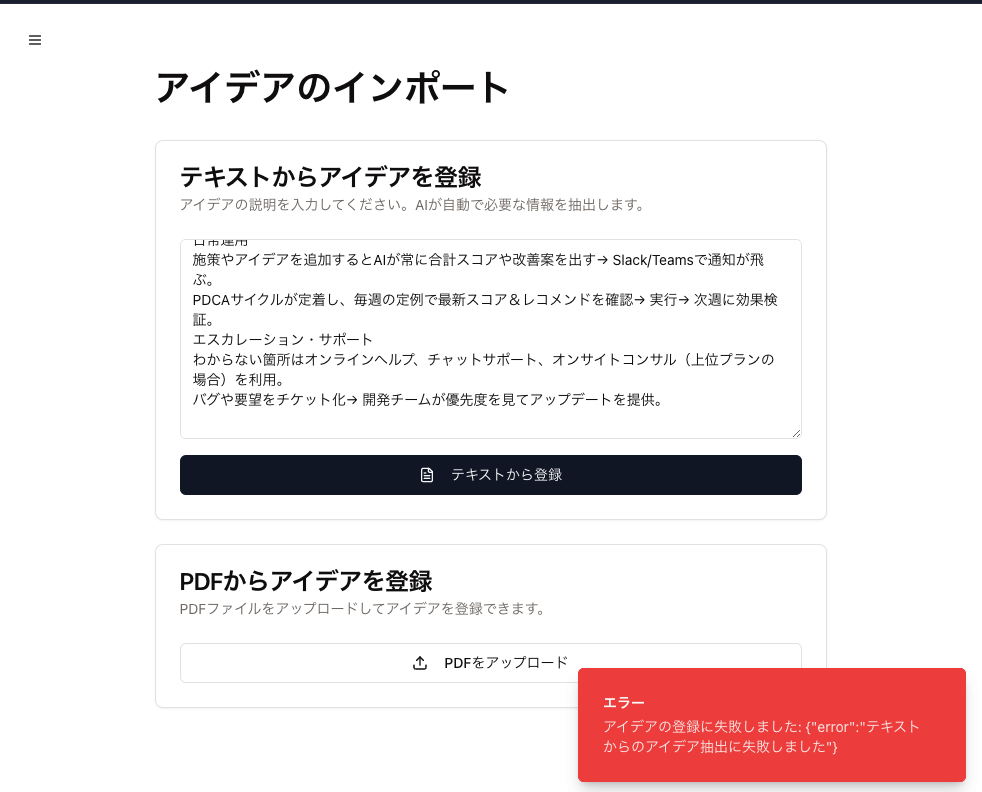 アイデアのインポート
テキストからアイデアを登録
アイデアの説明を入力してください。AIが自動で必要な情報を抽出します。
日常運用
施策やアイデアを追加するとAIが常に合計スコアや改善案を出す→ Slack/Teamsで通知が飛
ぶ。
PDCAサイクルが定着し、毎週の定例で最新スコア＆レコメンドを確認→ 実行→ 次週に効果検
証。
エスカレーション・サポート
わからない箇所はオンラインヘルプ、チャットサポート、オンサイトコンサル（上位プランの
場合）を利用。
バグや要望をチケット化→ 開発チームが優先度を見てアップデートを提供。
テキストから登録
PDFからアイデアを登録
PDFファイルをアップロードしてアイデアを登録できます。
PDFをアップロード
エラー
アイデアの登録に失敗しました: {"error":"テキスト
からのアイデア抽出に失敗しました"}